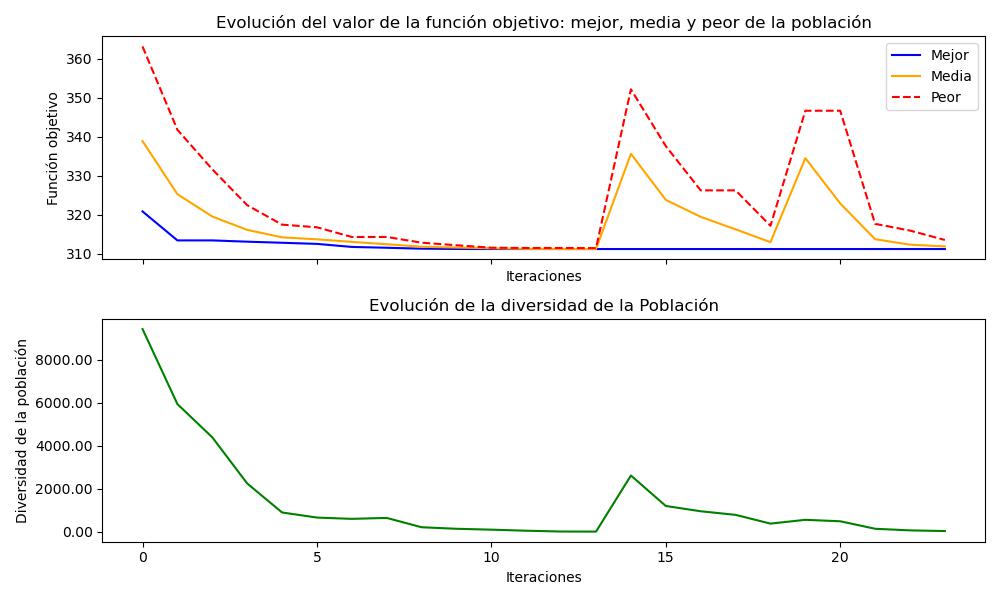 Evolución del valor de la función objetivo: mejor, media y peor de la población
Función objetivo
360
350
340
330
320
310
Mejor
Media
Peor
Iteraciones
Evolución de la diversidad de la Población
Diversidad de la población
8000.00
6000.00
4000.00
2000.00
0.00
0 5 10 15 20
Iteraciones